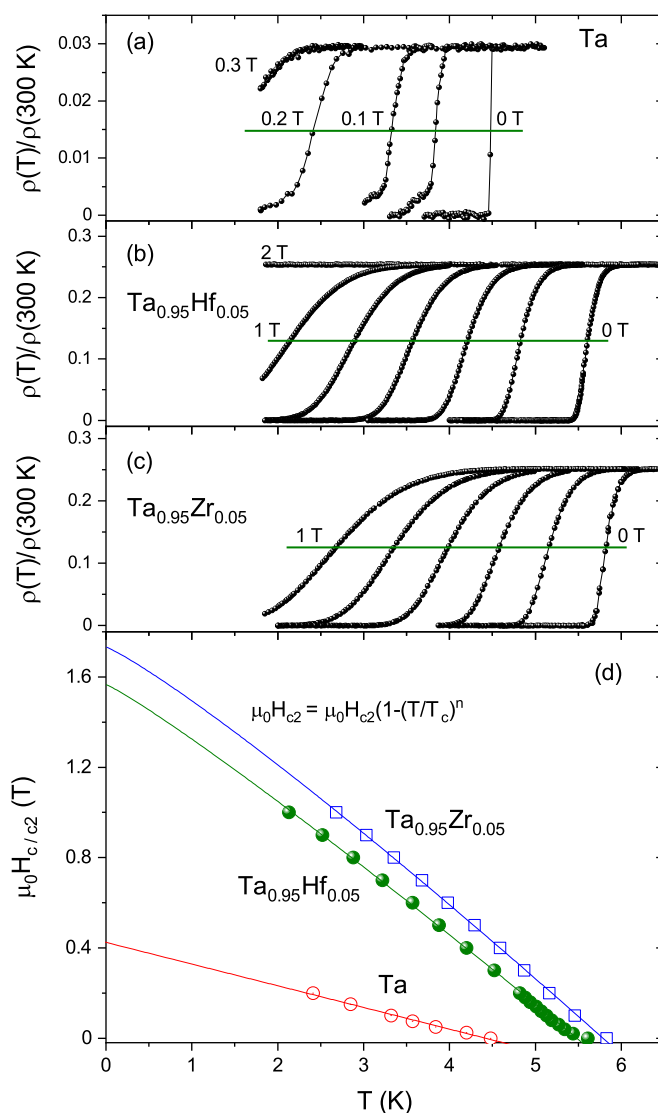 (a)
Ta
0.03
0.02
0.01
0
ρ(T)/ρ(300 K)
0.3 T
0.2 T
0.1 T
0 T
(b)
0.3
0.2
0.1
0
ρ(T)/ρ(300 K)
2 T
Ta0.95Hf0.05
1 T
0 T
(c)
0.3
0.2
0.1
0
ρ(T)/ρ(300 K)
Ta0.95Zr0.05
1 T
0 T
(d)
1.6
1.2
0.8
0.4
0
μ0Hc/c2 (T)
μ0Hc2 = μ0Hc2(1-(T/Tc)^n
Ta0.95Zr0.05
Ta0.95Hf0.05
Ta
0 1 2 3 4 5 6
T (K)